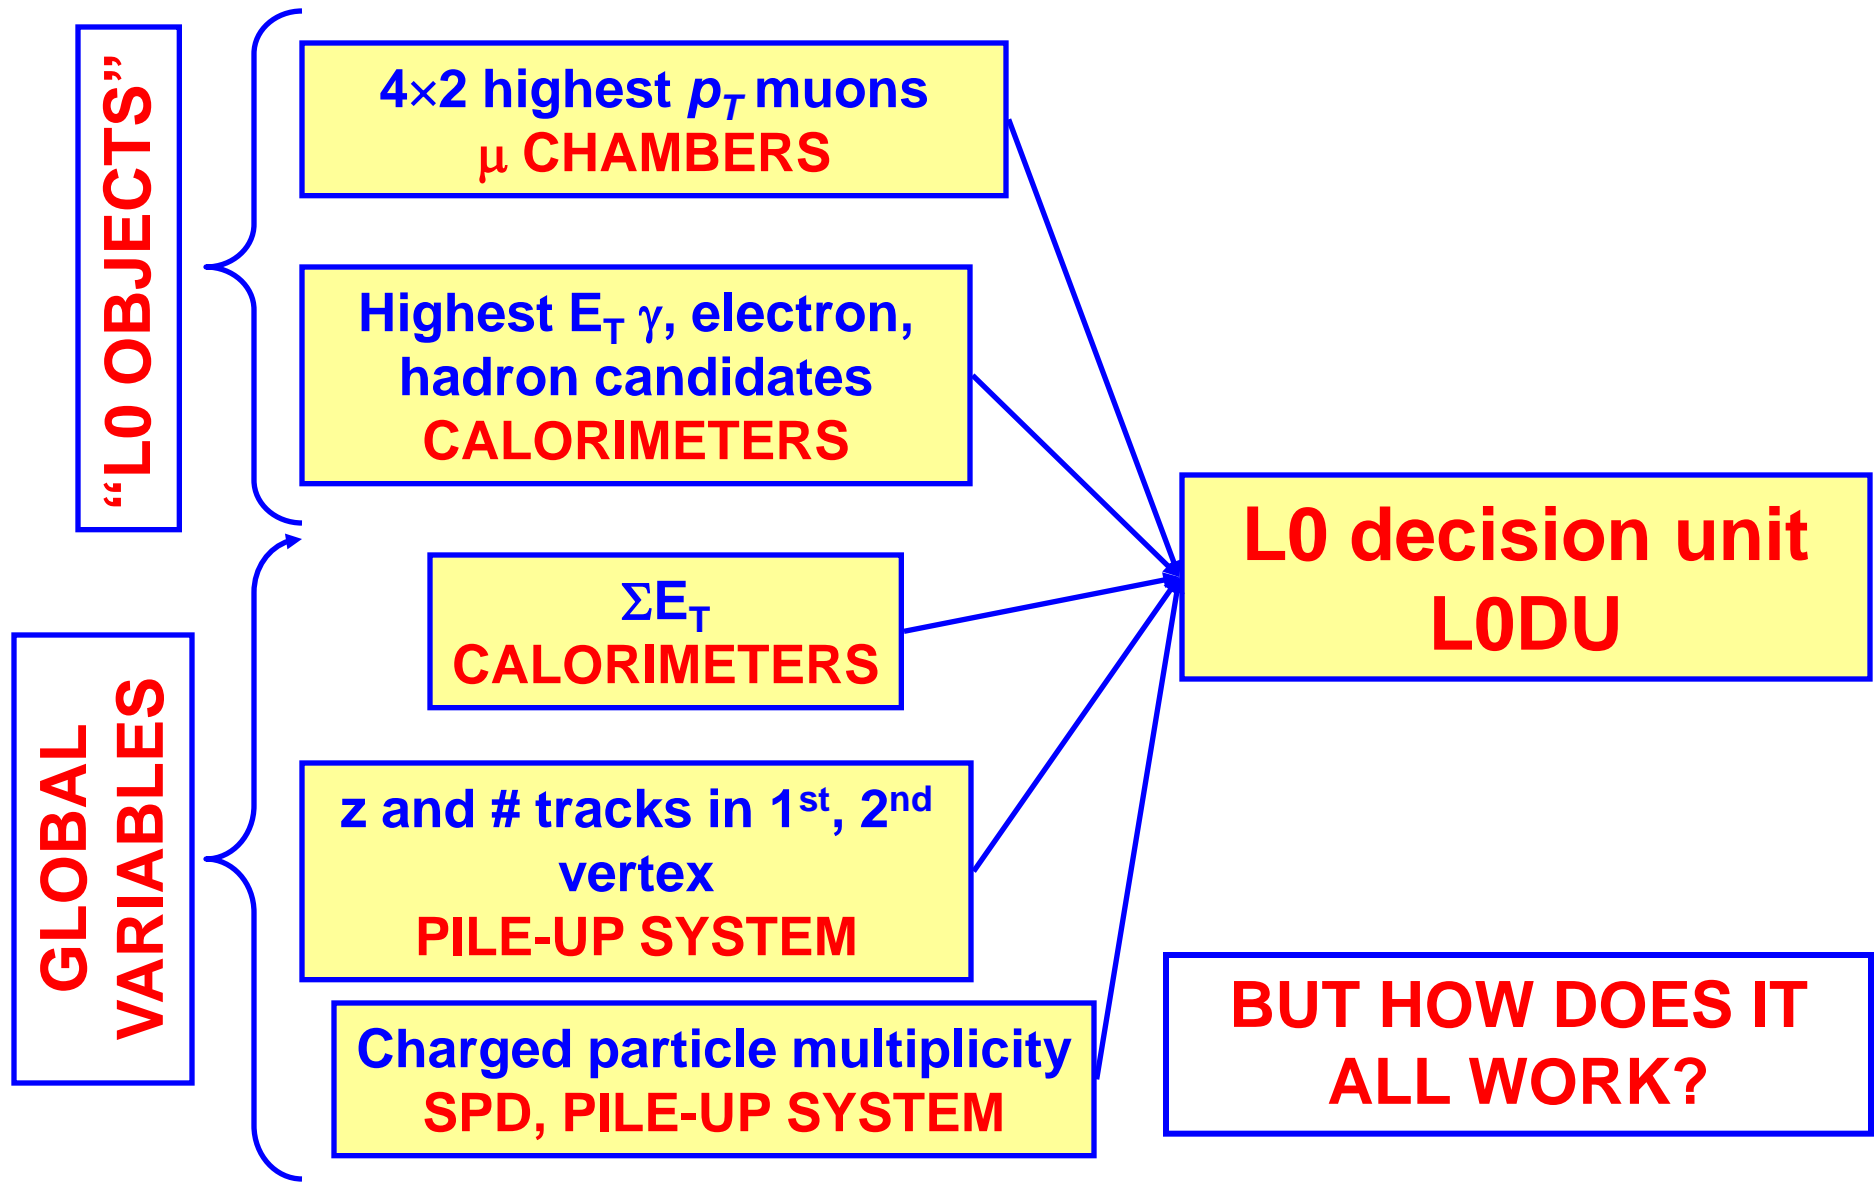 “L0 OBJECTS”
4×2 highest pT muons
μ CHAMBERS
Highest ET γ, electron,
hadron candidates
CALORIMETERS
GLOBAL
VARIABLES
ΣET
CALORIMETERS
z and # tracks in 1st, 2nd
vertex
PILE-UP SYSTEM
Charged particle multiplicity
SPD, PILE-UP SYSTEM
L0 decision unit
L0DU
BUT HOW DOES IT
ALL WORK?